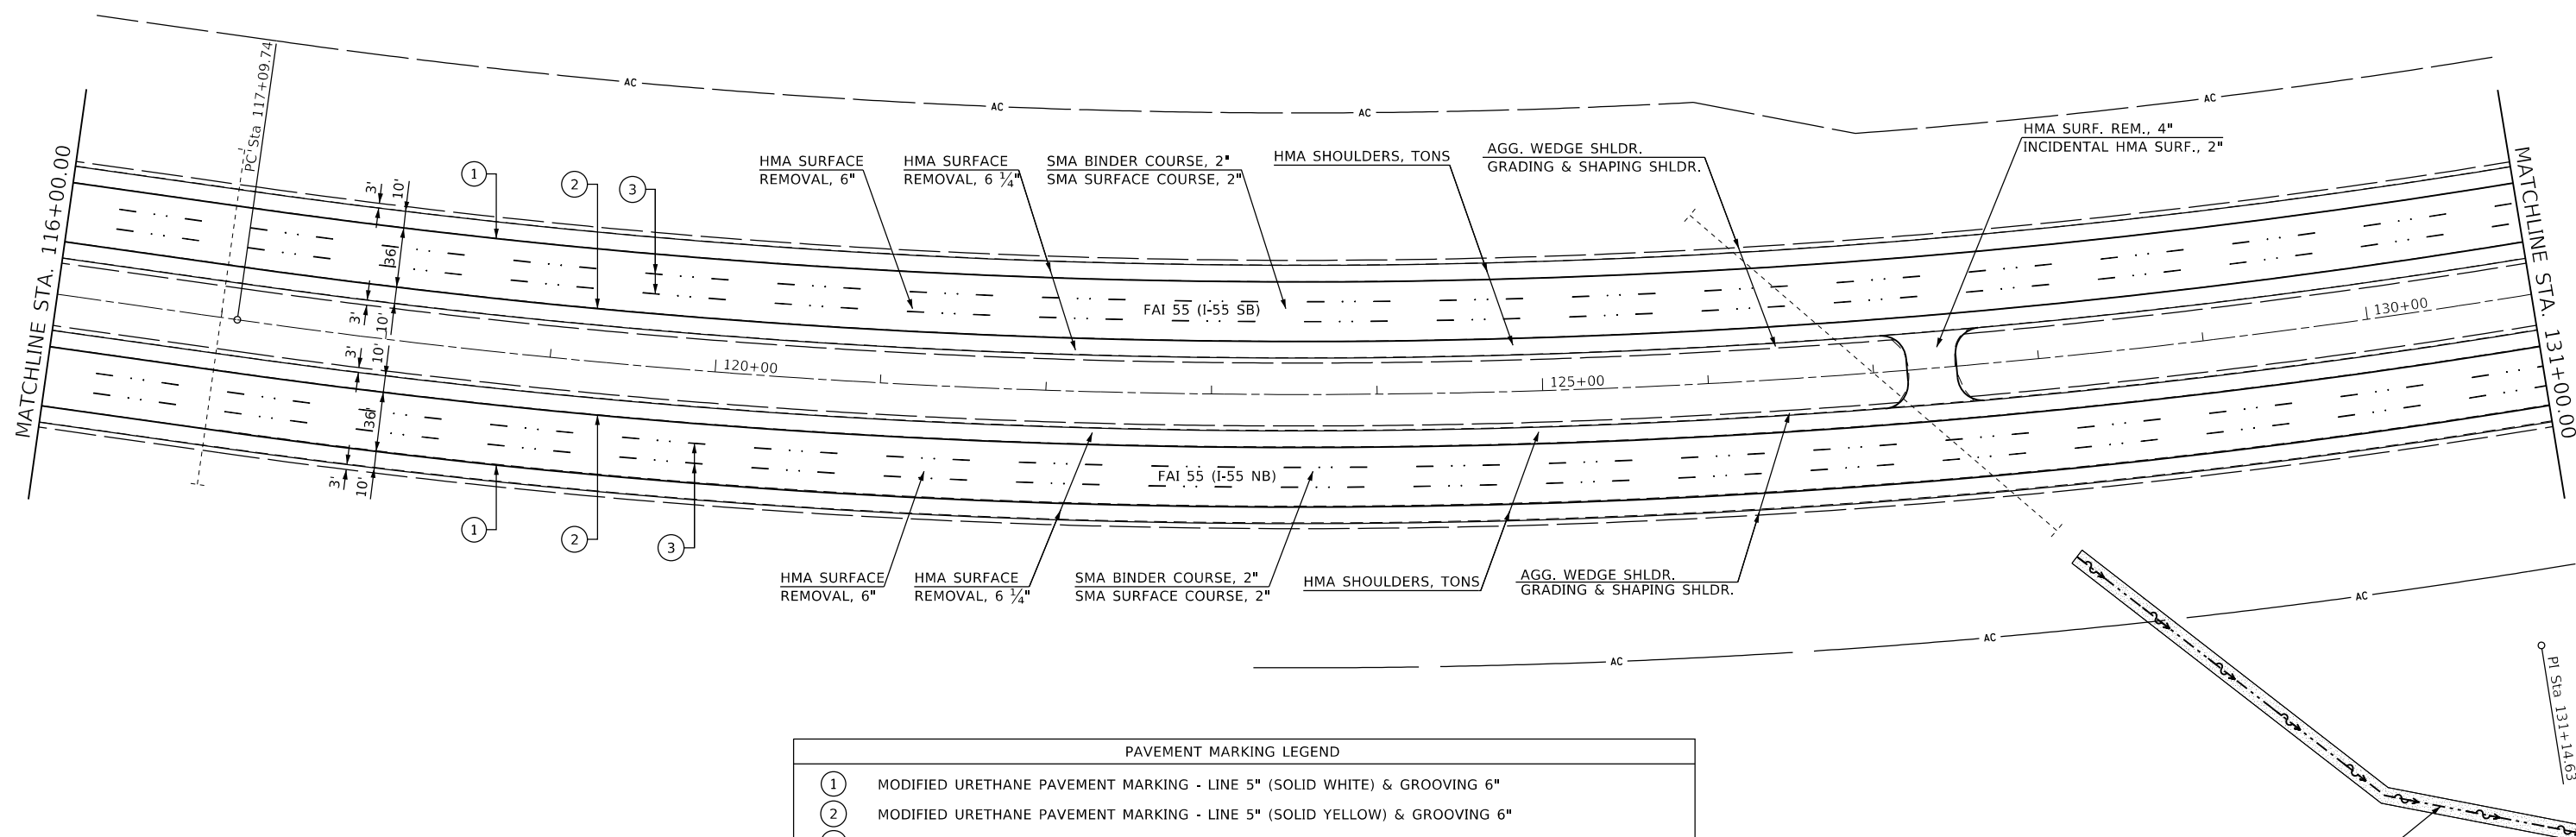 AC
AC
AC
AC
PC Sta 117+09.74
MATCHLINE STA. 116+00.00
MATCHLINE STA. 131+00.00
HMA SURF. REM., 4"
INCIDENTAL HMA SURF., 2"
AGG. WEDGE SHLDR.
GRADING & SHAPING SHLDR.
HMA SHOULDERS, TONS
SMA BINDER COURSE, 2"
SMA SURFACE COURSE, 2"
HMA SURFACE
REMOVAL, 6 ¼"
HMA SURFACE
REMOVAL, 6"
1
2
3
3'
10'
36'
3'
10'
FAI 55 (I-55 SB)
130+00
120+00
125+00
3'
10'
36'
3'
10'
FAI 55 (I-55 NB)
1
2
3
HMA SURFACE
REMOVAL, 6"
HMA SURFACE
REMOVAL, 6 ¼"
SMA BINDER COURSE, 2"
SMA SURFACE COURSE, 2"
HMA SHOULDERS, TONS
AGG. WEDGE SHLDR.
GRADING & SHAPING SHLDR.
AC
AC
AC
PI Sta 131+14.63
PAVEMENT MARKING LEGEND
1 MODIFIED URETHANE PAVEMENT MARKING - LINE 5" (SOLID WHITE) & GROOVING 6"
2 MODIFIED URETHANE PAVEMENT MARKING - LINE 5" (SOLID YELLOW) & GROOVING 6"